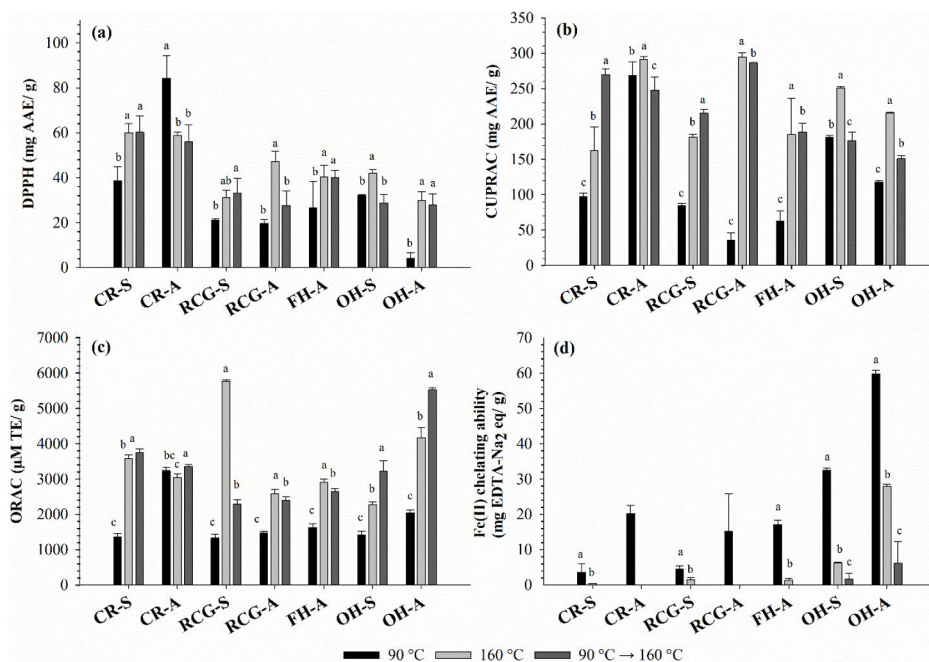 (a)
DPPH (mg AAE/ g)
100
80
60
40
20
0
b a a
a b b
b ab a
b a b
b a a
b a b
b a a
CR-S CR-A RCG-S RCG-A FH-A OH-S OH-A
(b)
CUPRAC (mg AAE/ g)
350
300
250
200
150
100
50
0
c b a
b a c
c b a
c a b
c a a
b a c
c a b
CR-S CR-A RCG-S RCG-A FH-A OH-S OH-A
(c)
ORAC (µM TE/ g)
7000
6000
5000
4000
3000
2000
1000
0
c b a
bc c a
c a b
c a b
c a b
c b a
c b a
CR-S CR-A RCG-S RCG-A FH-A OH-S OH-A
(d)
Fe(II) chelating ability
(mg EDTA-Na2 eq/ g)
70
60
50
40
30
20
10
0
a b
a b
a b
a b c
a b c
CR-S CR-A RCG-S RCG-A FH-A OH-S OH-A
90 °C 160 °C 90 °C → 160 °C